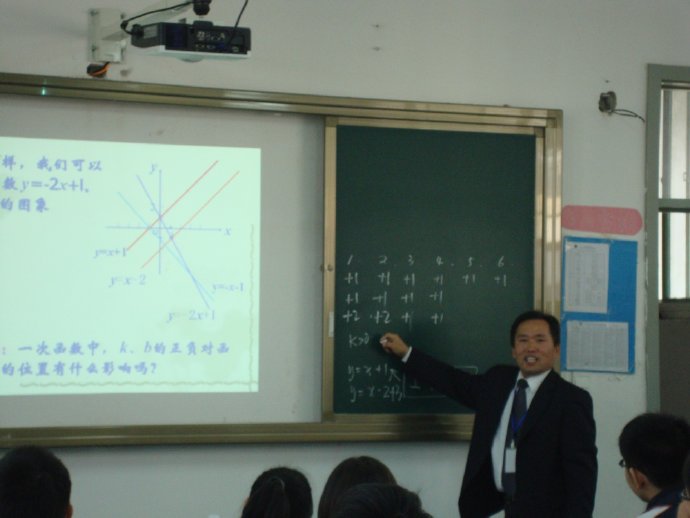 样，我们可以
数y=-2x+1、
的图象
y
x
y=x+1
y=x-2
y=-x-1
y=-2x+1
：一次函数中，k、b的正负对函
的位置有什么影响吗？
1 2 3 4. 5. 6.
+1 +1 +1 +1 +1 +1
+1 +1 +1 +1
+2 +2 +1 +1
k>0
y=x+1
y=x-2